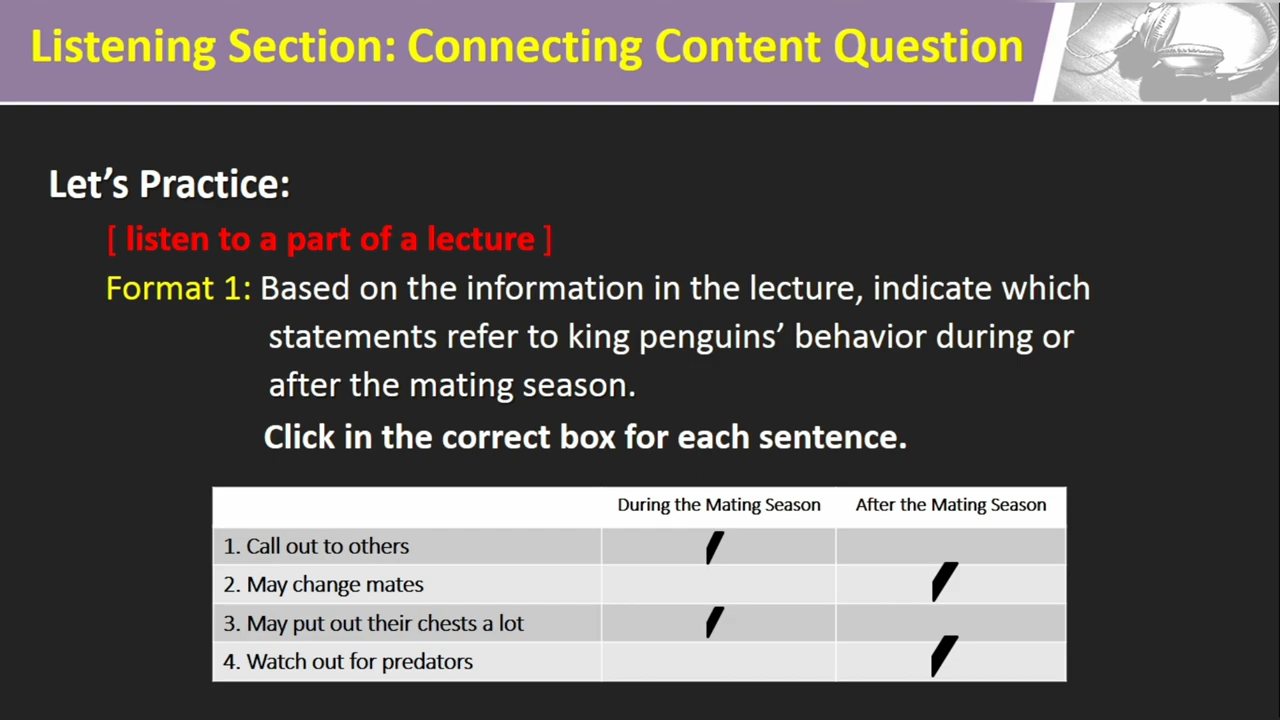 Listening Section: Connecting Content Question
Let’s Practice:
[ listen to a part of a lecture ]
Format 1: Based on the information in the lecture, indicate which
statements refer to king penguins’ behavior during or
after the mating season.
Click in the correct box for each sentence.
During the Mating Season After the Mating Season
1. Call out to others
2. May change mates
3. May put out their chests a lot
4. Watch out for predators